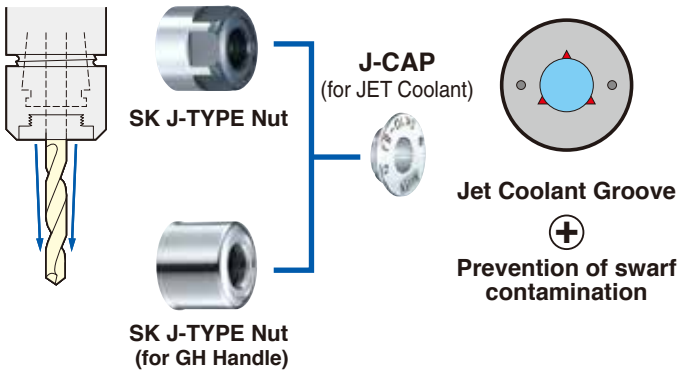 SK J-TYPE Nut
J-CAP
(for JET Coolant)
SK J-TYPE Nut
(for GH Handle)
Jet Coolant Groove
+
Prevention of swarf
contamination